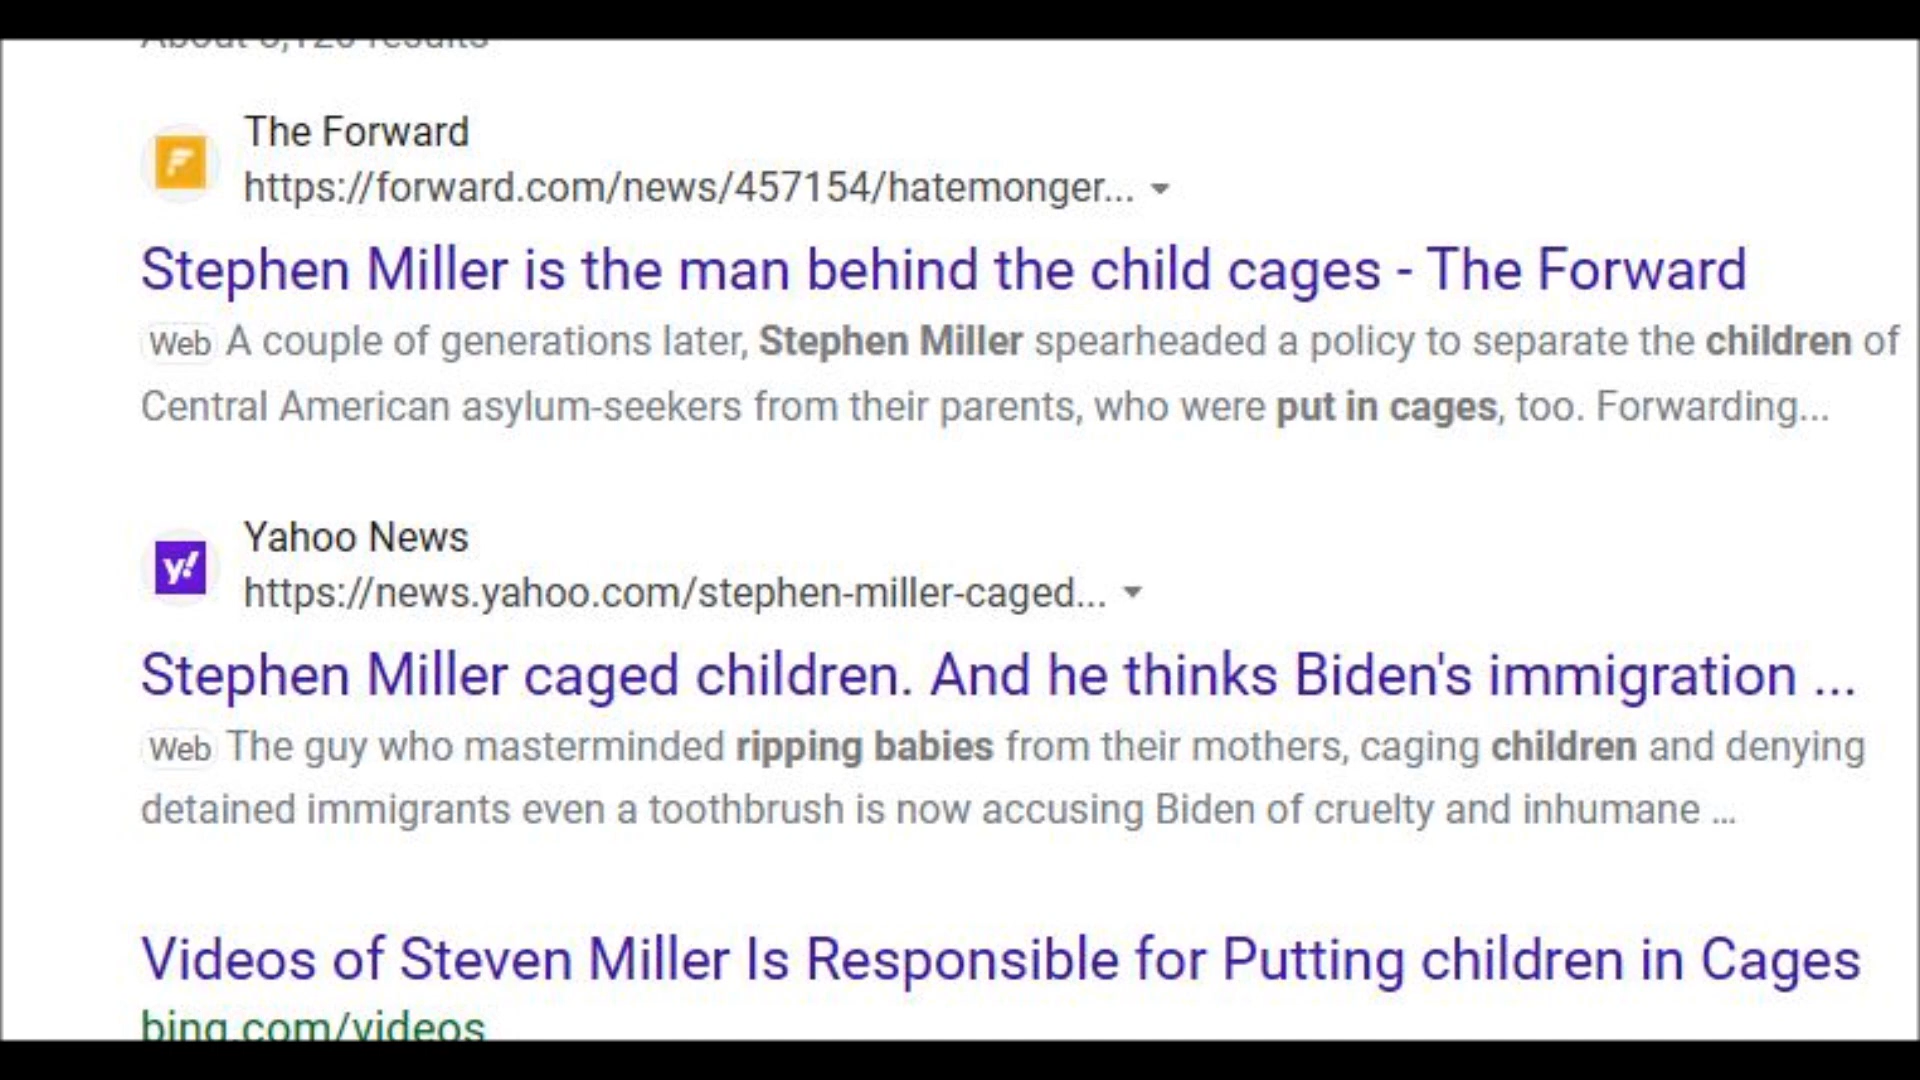 The Forward
https://forward.com/news/457154/hatemonger...
Stephen Miller is the man behind the child cages - The Forward
Web A couple of generations later, Stephen Miller spearheaded a policy to separate the children of
Central American asylum-seekers from their parents, who were put in cages, too. Forwarding...
y!
Yahoo News
https://news.yahoo.com/stephen-miller-caged...
Stephen Miller caged children. And he thinks Biden's immigration ...
Web The guy who masterminded ripping babies from their mothers, caging children and denying
detained immigrants even a toothbrush is now accusing Biden of cruelty and inhumane ...
Videos of Steven Miller Is Responsible for Putting children in Cages
bing.com/videos